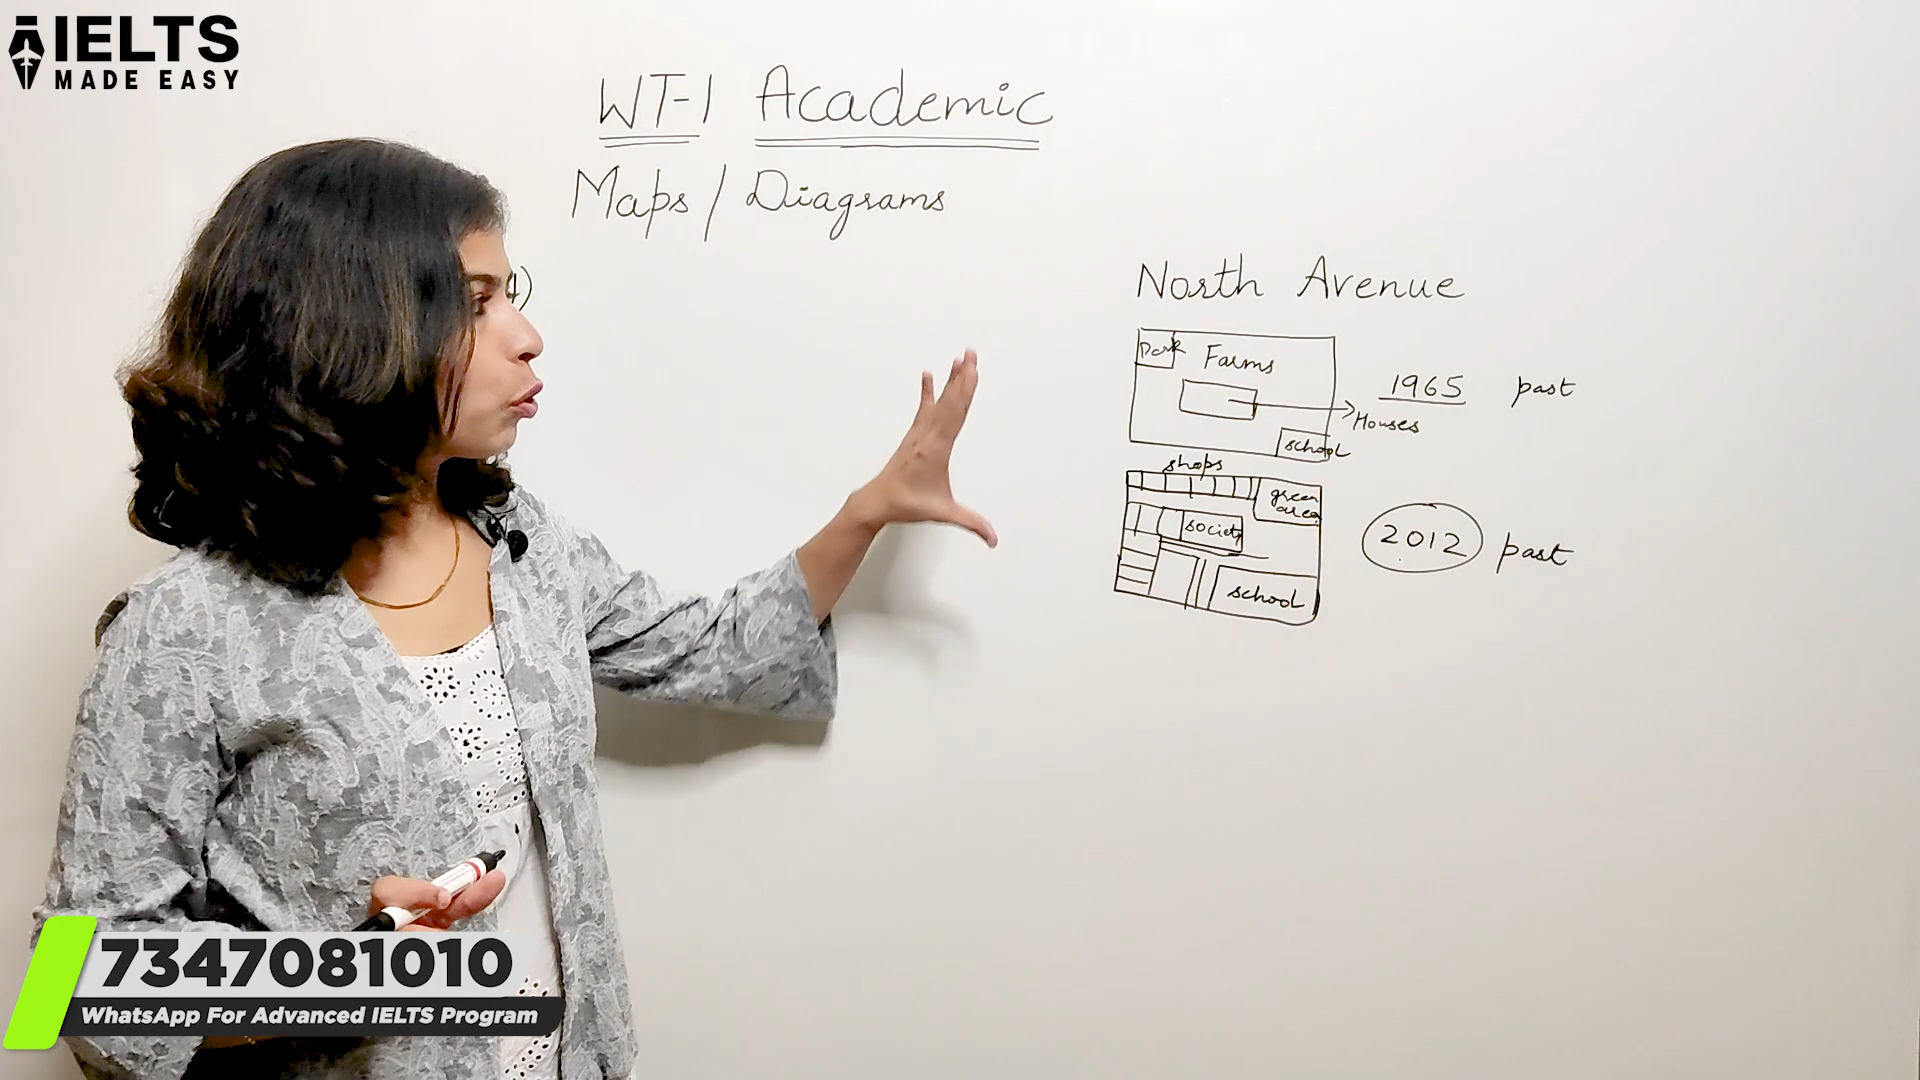 IELTS
MADE EASY
WT-1 Academic
Maps / Diagrams
North Avenue
Park
Farms
1965 past
Houses
school
shops
green
area
society
2012 past
school
7347081010
WhatsApp For Advanced IELTS Program